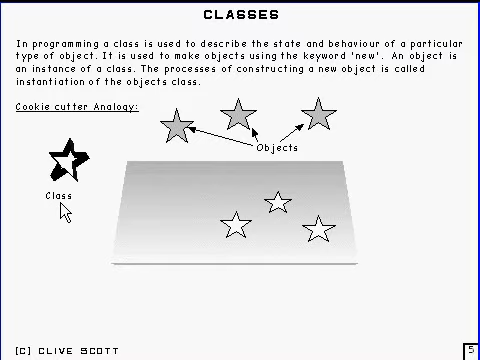 CLASSES
In programming a class is used to describe the state and behaviour of a particular
type of object. It is used to make objects using the keyword 'new'. An object is
an instance of a class. The processes of constructing a new object is called
instantiation of the objects class.
Cookie cutter Analogy:
Objects
Class
(C) CLIVE SCOTT
5